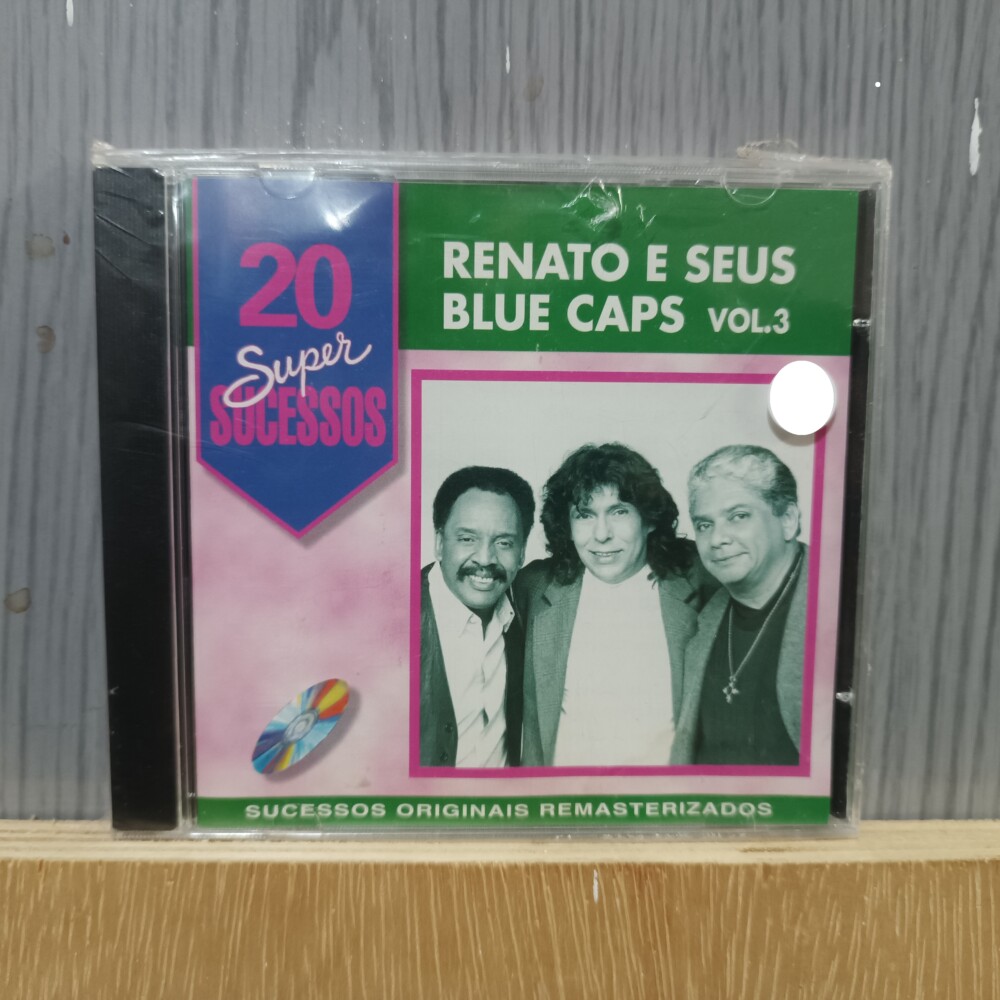 20
Super
SUCESSOS
RENATO E SEUS
BLUE CAPS VOL.3
SUCESSOS ORIGINAIS REMASTERIZADOS